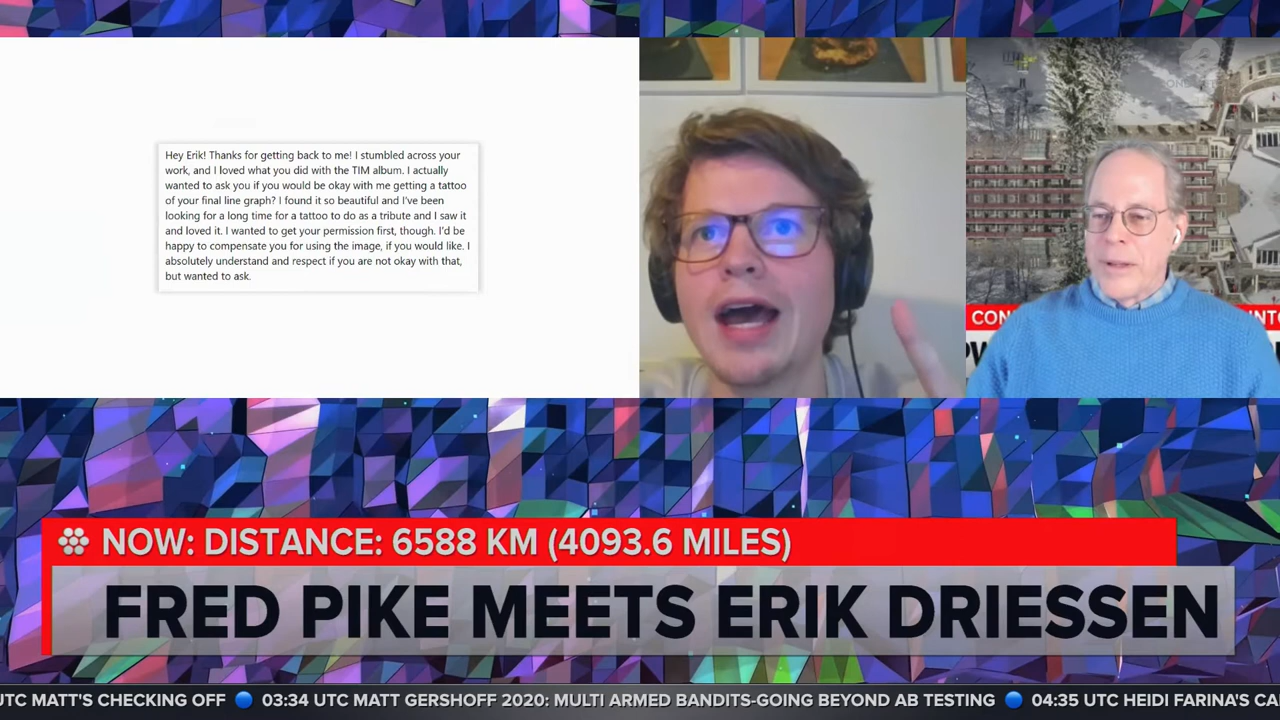 Hey Erik! Thanks for getting back to me! I stumbled across your
work, and I loved what you did with the TIM album. I actually
wanted to ask you if you would be okay with me getting a tattoo
of your final line graph? I found it so beautiful and I've been
looking for a long time for a tattoo to do as a tribute and I saw it
and loved it. I wanted to get your permission first, though. I'd be
happy to compensate you for using the image, if you would like. I
absolutely understand and respect if you are not okay with that,
but wanted to ask.
CON
INTO
NOW: DISTANCE: 6588 KM (4093.6 MILES)
FRED PIKE MEETS ERIK DRIESSEN
UTC MATT'S CHECKING OFF 03:34 UTC MATT GERSHOFF 2020: MULTI ARMED BANDITS-GOING BEYOND AB TESTING 04:35 UTC HEIDI FARINA'S CA